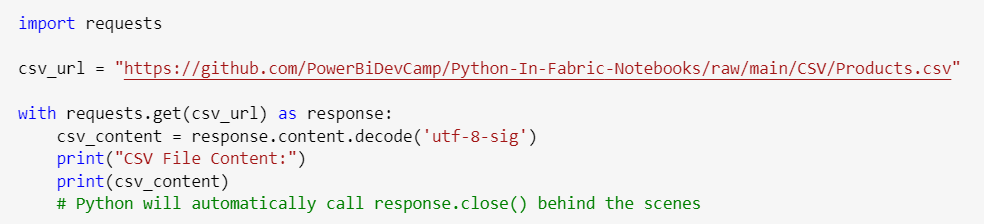 import requests
csv_url = "https://github.com/PowerBiDevCamp/Python-In-Fabric-Notebooks/raw/main/CSV/Products.csv"
with requests.get(csv_url) as response:
    csv_content = response.content.decode('utf-8-sig')
    print("CSV File Content:")
    print(csv_content)
    # Python will automatically call response.close() behind the scenes